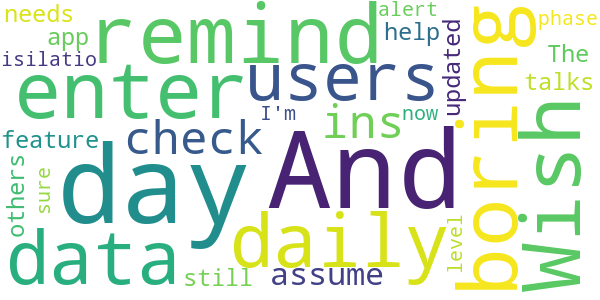 needs
app
isilatio
remind
alert
help
phase
enter
users
updated
boring
The
talks
Wish
feature
check
I'm
ins
now
others
sure
day
And
data
daily
level
still
assume